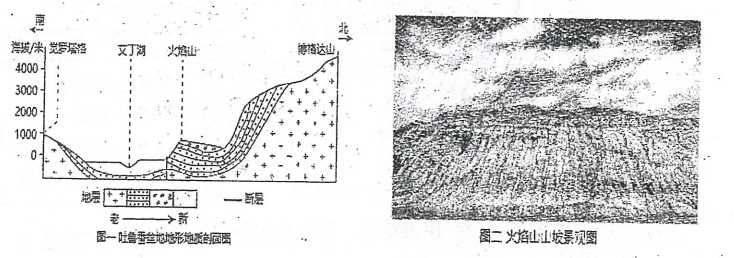 南
北
海拔/米
觉罗塔格
艾丁湖
火焰山
博格达山
4000
3000
2000
1000
0
地层
断层
老
新
图一 吐鲁番盆地地形地质剖面图
图二 火焰山山坡景观图